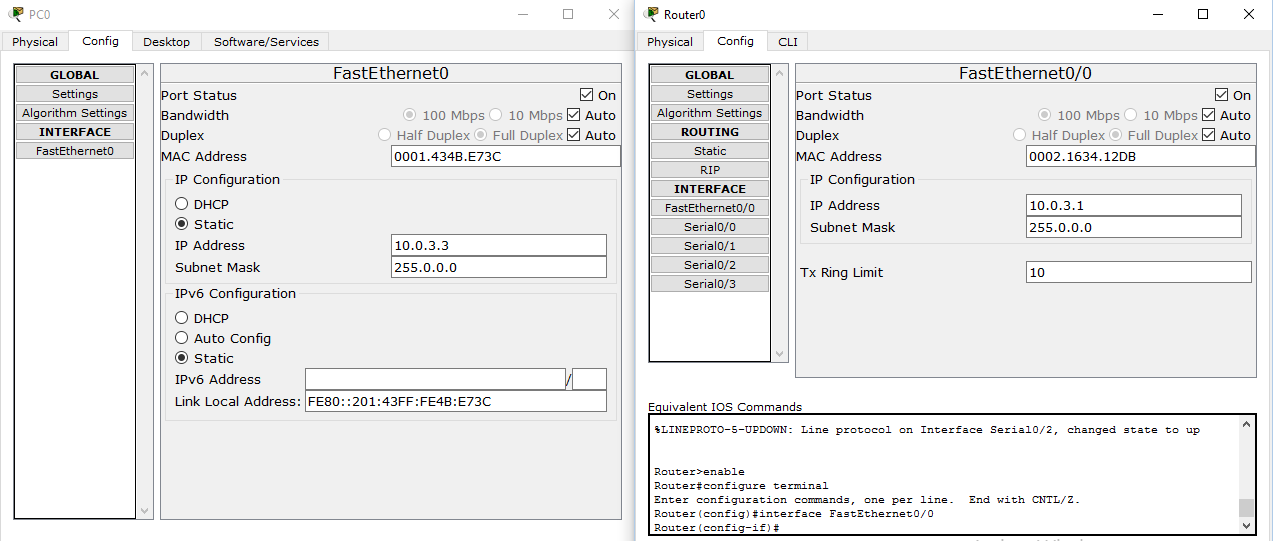 PC0
Physical Config Desktop Software/Services
GLOBAL
Settings
Algorithm Settings
INTERFACE
FastEthernet0
FastEthernet0
Port Status On
Bandwidth 100 Mbps 10 Mbps Auto
Duplex Half Duplex Full Duplex Auto
MAC Address 0001.434B.E73C
IP Configuration
DHCP
Static
IP Address 10.0.3.3
Subnet Mask 255.0.0.0
IPv6 Configuration
DHCP
Auto Config
Static
IPv6 Address /
Link Local Address: FE80::201:43FF:FE4B:E73C
Router0
Physical Config CLI
GLOBAL
Settings
Algorithm Settings
ROUTING
Static
RIP
INTERFACE
FastEthernet0/0
Serial0/0
Serial0/1
Serial0/2
Serial0/3
FastEthernet0/0
Port Status On
Bandwidth 100 Mbps 10 Mbps Auto
Duplex Half Duplex Full Duplex Auto
MAC Address 0002.1634.12DB
IP Configuration
IP Address 10.0.3.1
Subnet Mask 255.0.0.0
Tx Ring Limit 10
Equivalent IOS Commands
%LINEPROTO-5-UPDOWN: Line protocol on Interface Serial0/2, changed state to up
Router>enable
Router#configure terminal
Enter configuration commands, one per line. End with CNTL/Z.
Router(config)#interface FastEthernet0/0
Router(config-if)#